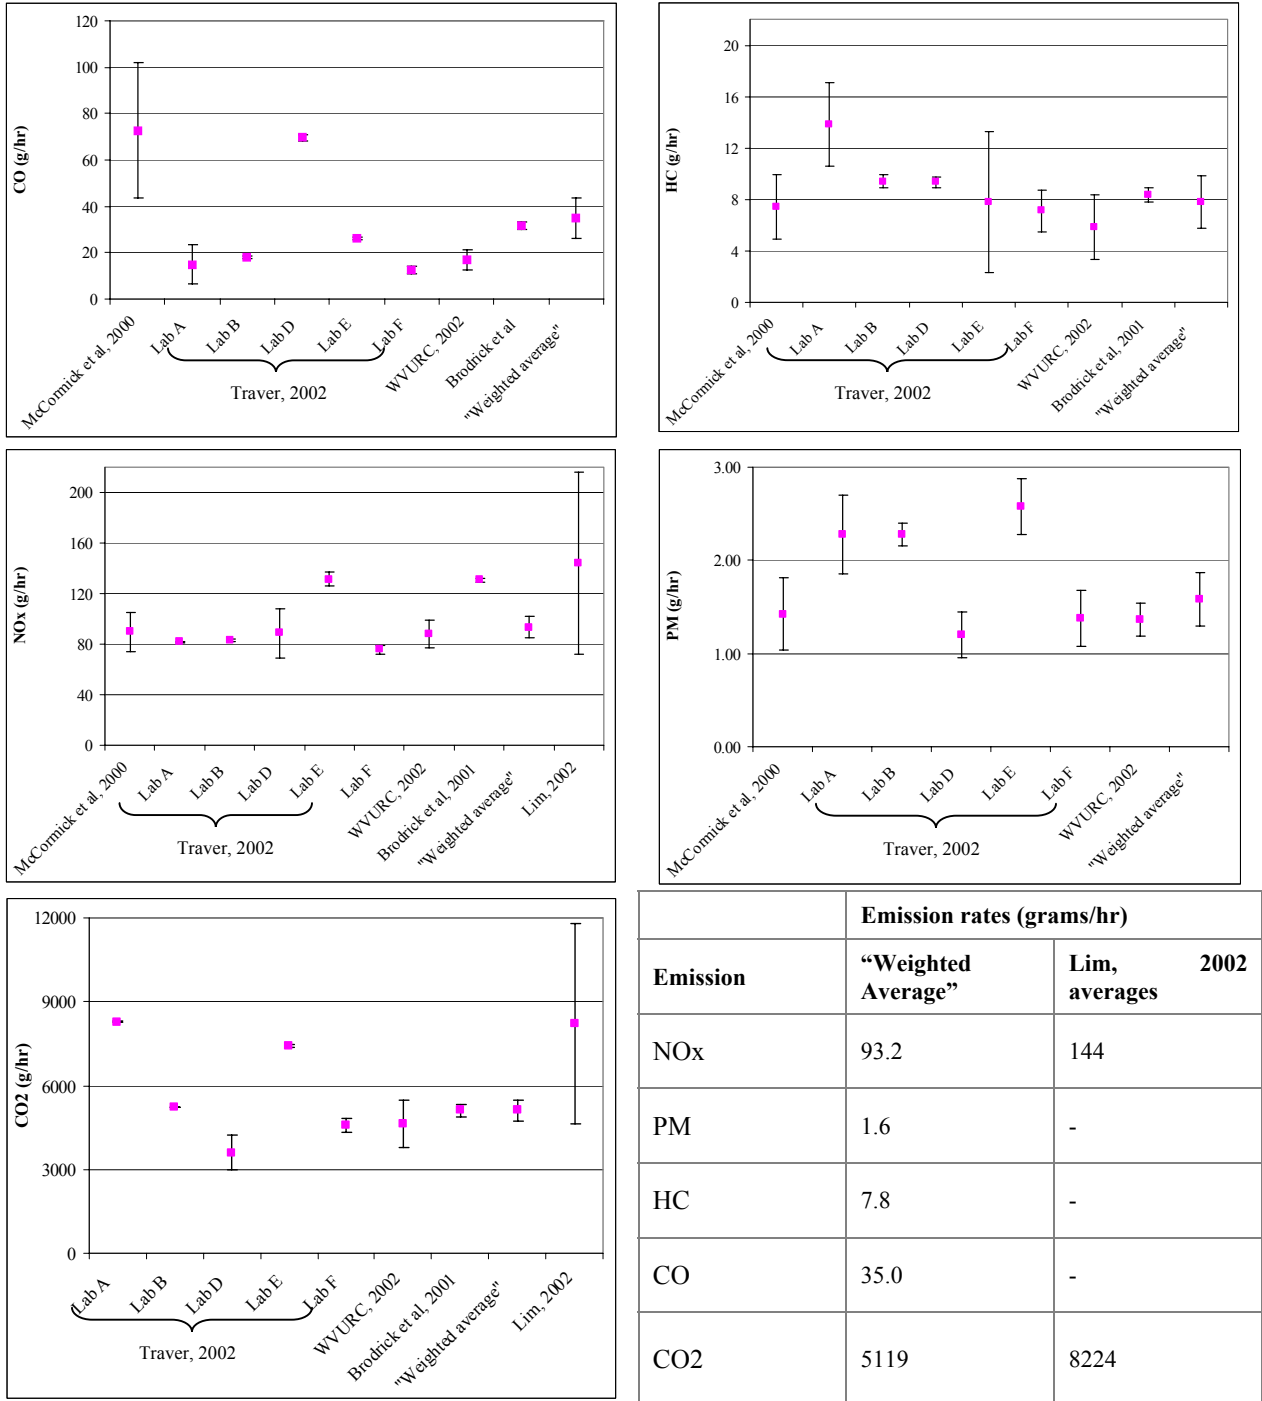 120
100
80
60
40
20
0
CO (g/hr)
McCormick et al, 2000
Lab A
Lab B
Lab D
Lab E
Lab F
WVURC, 2002
Brodrick et al
"Weighted average"
Traver, 2002
20
16
12
8
4
0
HC (g/hr)
McCormick et al, 2000
Lab A
Lab B
Lab D
Lab E
Lab F
WVURC, 2002
Brodrick et al, 2001
"Weighted average"
Traver, 2002
200
160
120
80
40
0
NOx (g/hr)
McCormick et al, 2000
Lab A
Lab B
Lab D
Lab E
Lab F
WVURC, 2002
Brodrick et al, 2001
"Weighted average"
Lim, 2002
Traver, 2002
3.00
2.00
1.00
0.00
PM (g/hr)
McCormick et al, 2000
Lab A
Lab B
Lab D
Lab E
Lab F
WVURC, 2002
"Weighted average"
Traver, 2002
12000
9000
6000
3000
0
CO2 (g/hr)
Lab A
Lab B
Lab D
Lab E
Lab F
WVURC, 2002
Brodrick et al, 2001
"Weighted average"
Lim, 2002
Traver, 2002
Emission rates (grams/hr)
Emission
“Weighted
Average”
Lim, 2002
averages
NOx 93.2 144
PM 1.6 -
HC 7.8 -
CO 35.0 -
CO2 5119 8224